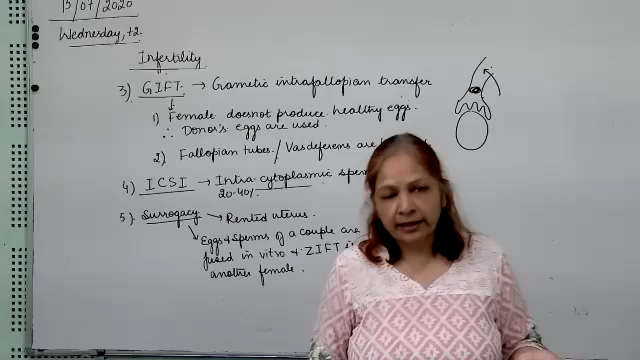 13/07/2020
Wednesday, +2.
Infertility
3) GIFT → Gametic intrafallopian transfer
1) Female doesnot produce healthy eggs.
∴ Donor's eggs are used.
2) Fallopian tubes / Vas deferens are
4) ICSI → Intra-cytoplasmic
20-40%
5) Surrogacy → Rented uterus.
Eggs & Sperms of a couple are
fused in vitro & ZIFT
another female.